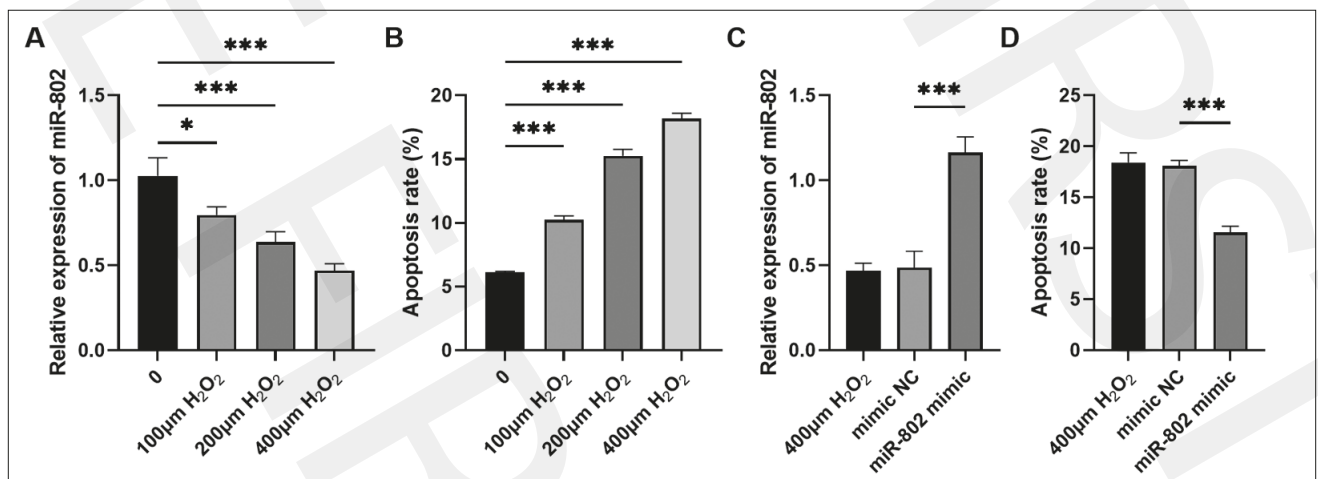 A
Relative expression of miR-802
1.5
1.0
0.5
0.0
***
***
*
0
100μm H₂O₂
200μm H₂O₂
400μm H₂O₂
B
Apoptosis rate (%)
20
15
10
5
0
***
***
***
0
100μm H₂O₂
200μm H₂O₂
400μm H₂O₂
C
Relative expression of miR-802
1.5
1.0
0.5
0.0
***
400μm H₂O₂
mimic NC
miR-802 mimic
D
Apoptosis rate (%)
25
20
15
10
5
0
***
400μm H₂O₂
mimic NC
miR-802 mimic